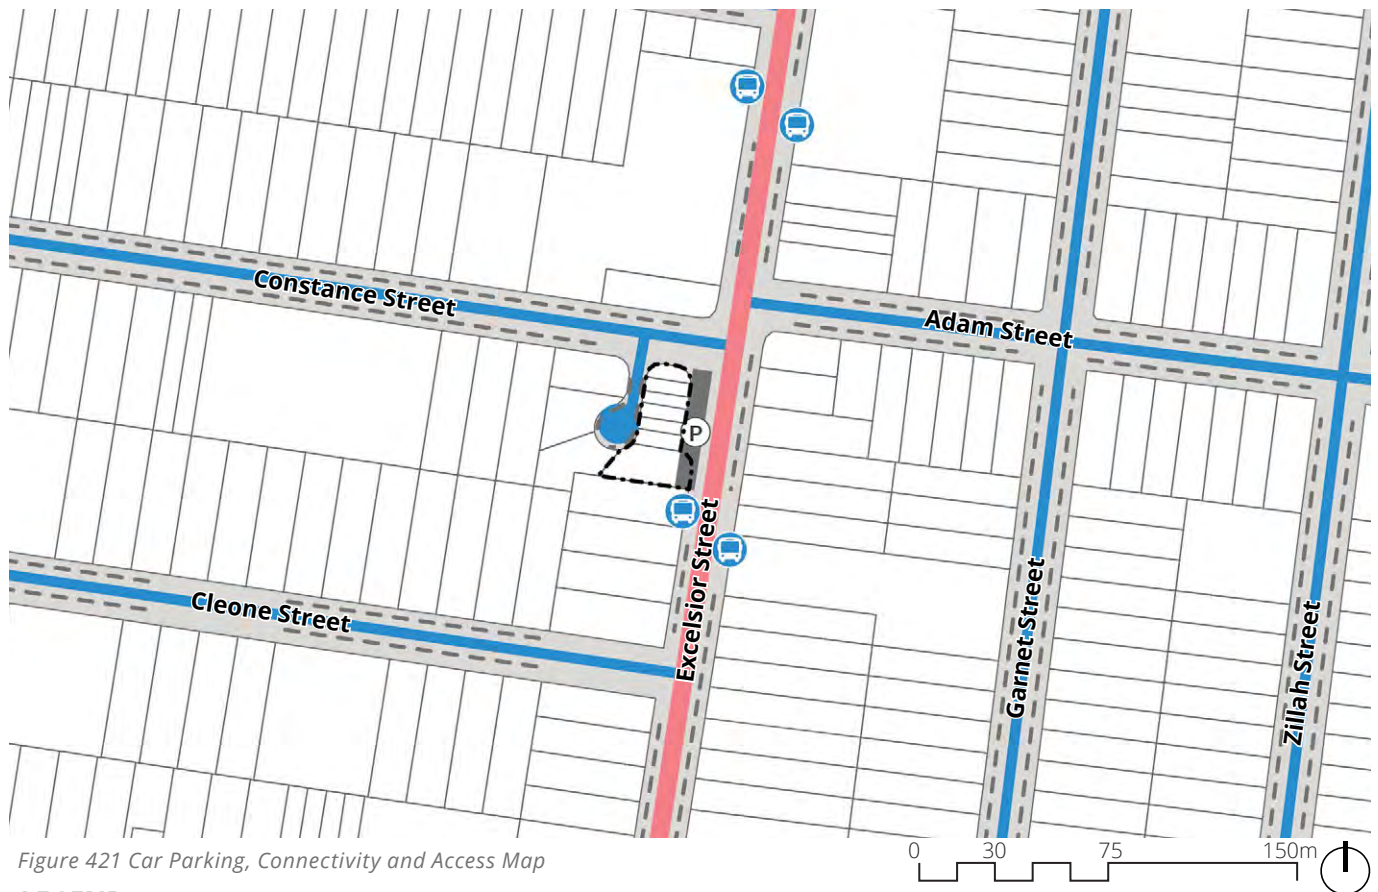 Constance Street
Adam Street
P
Excelsior Street
Cleone Street
Garnet Street
Zillah Street
Figure 421 Car Parking, Connectivity and Access Map
0 30 75 150m